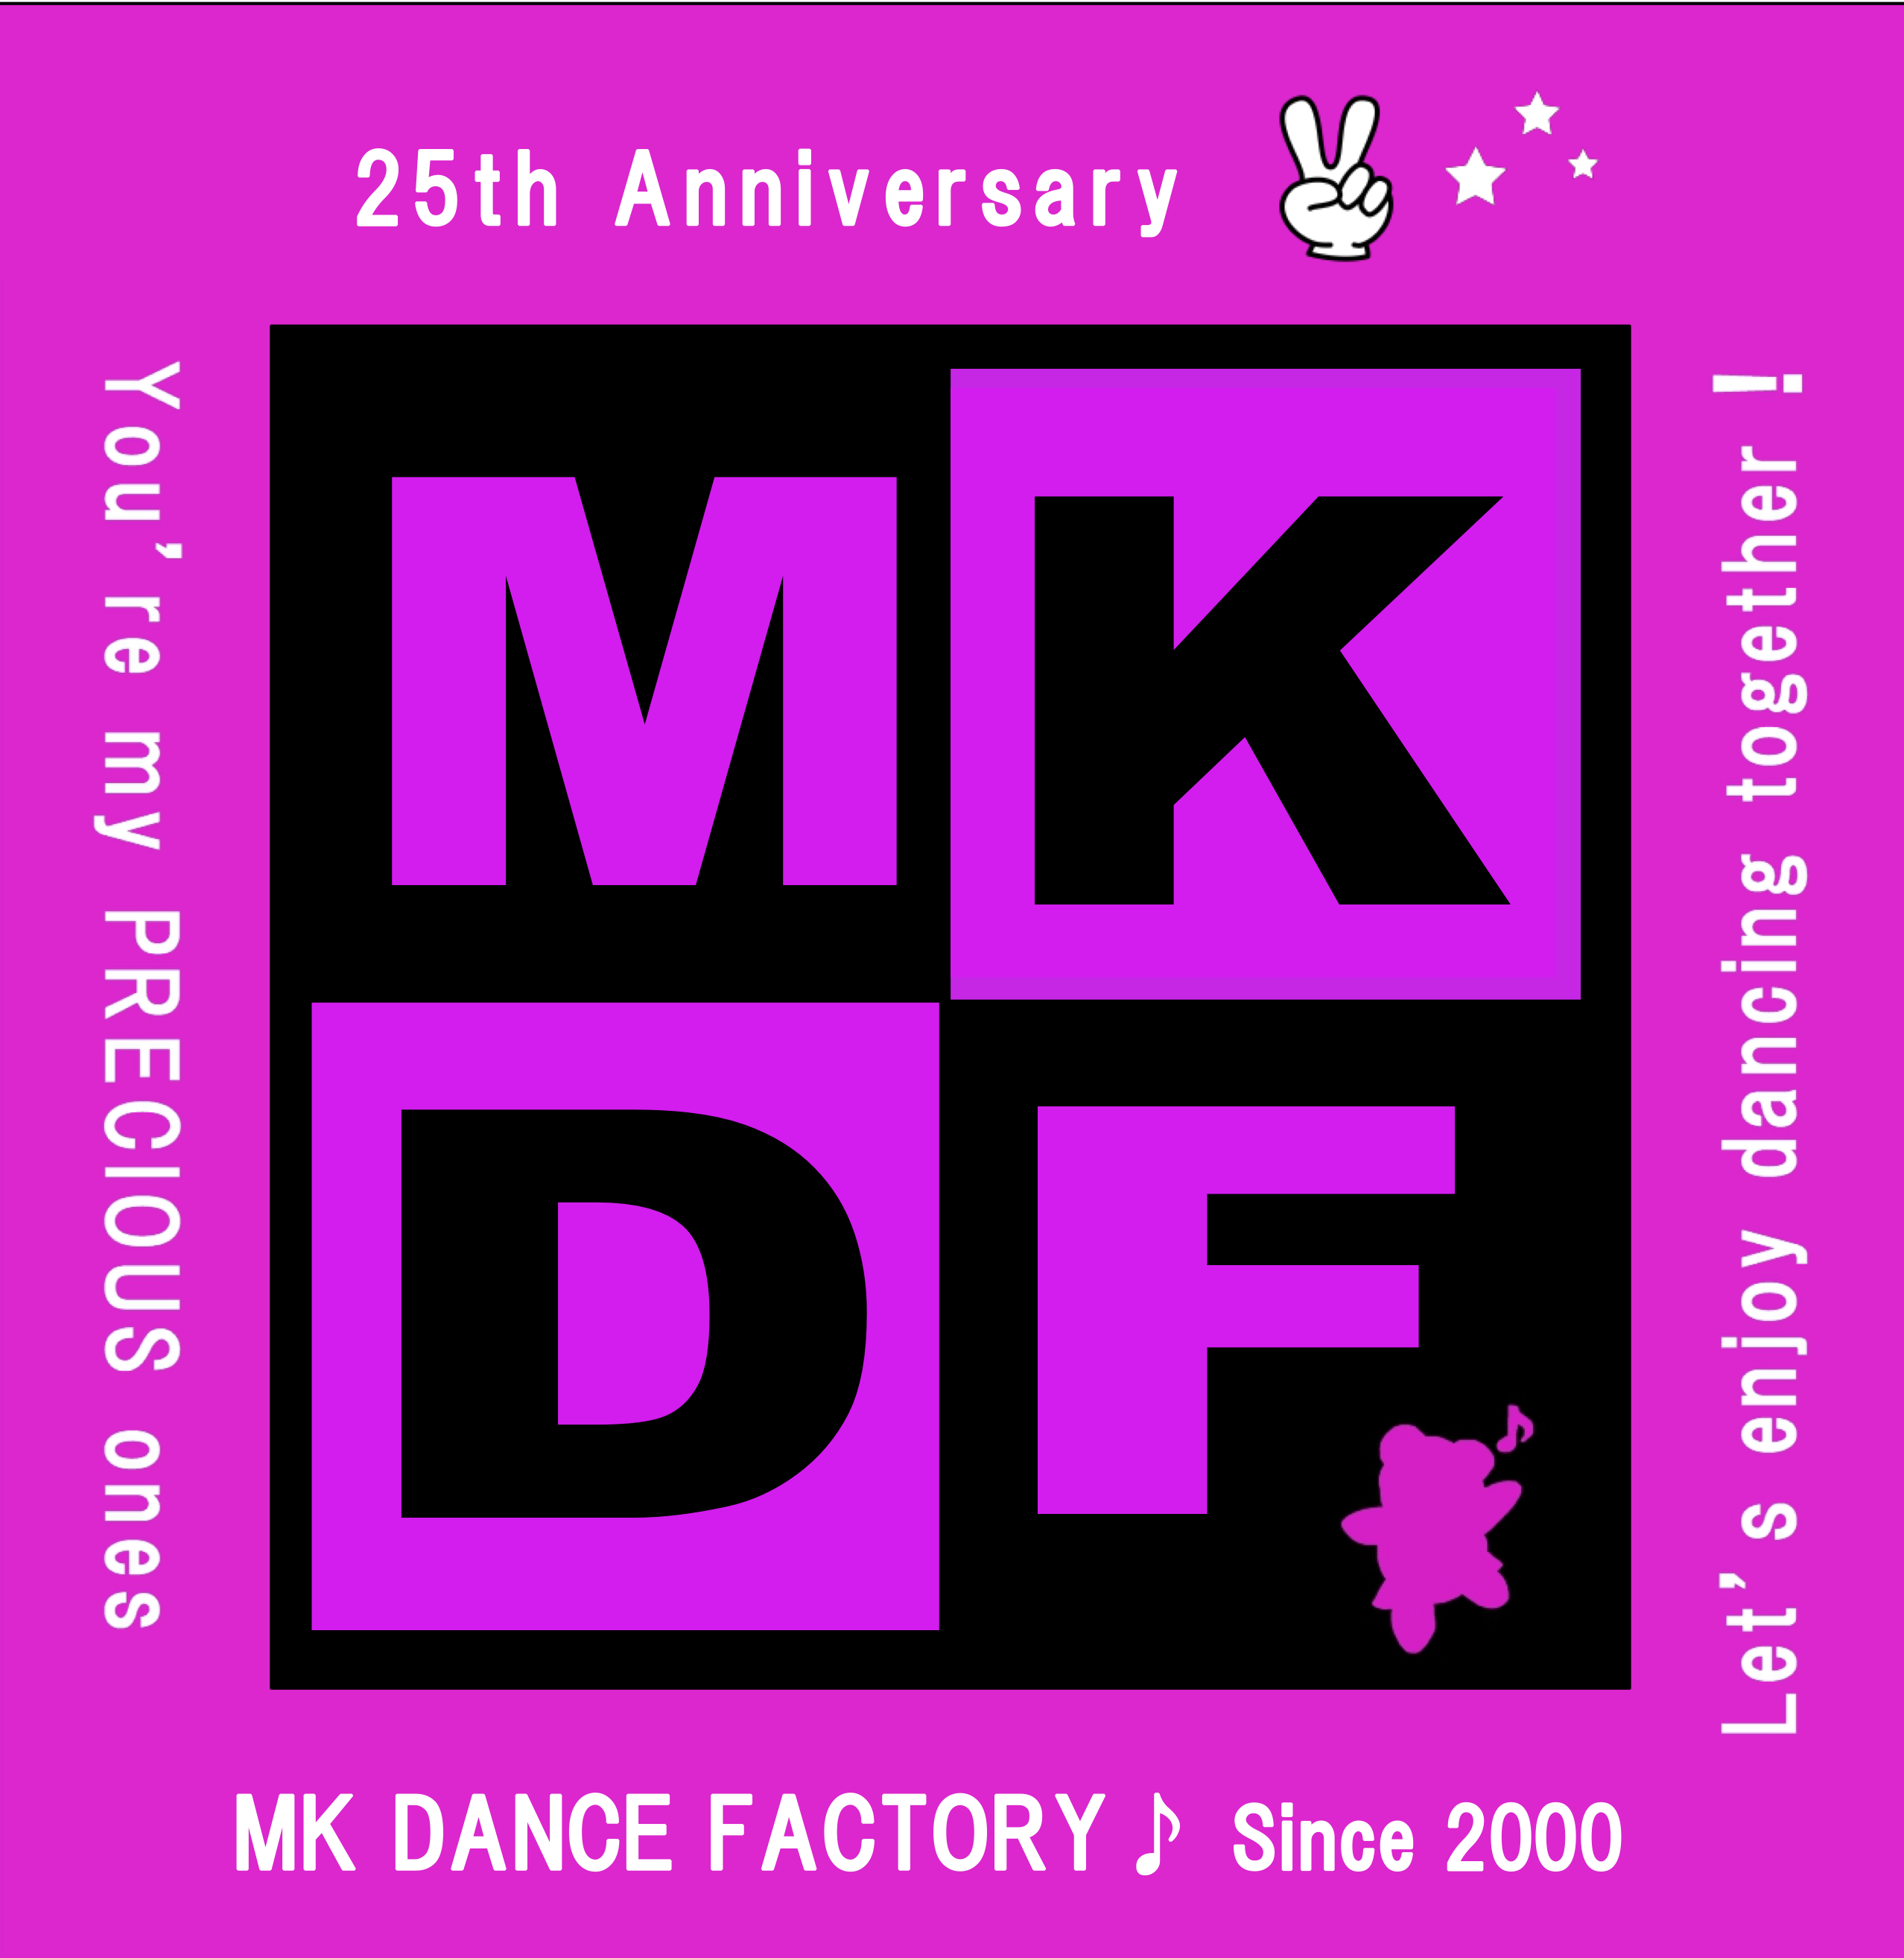 25th Anniversary
You're my PRECIOUS ones
MK
DF
Let's enjoy dancing together !
MK DANCE FACTORY♪ Since 2000